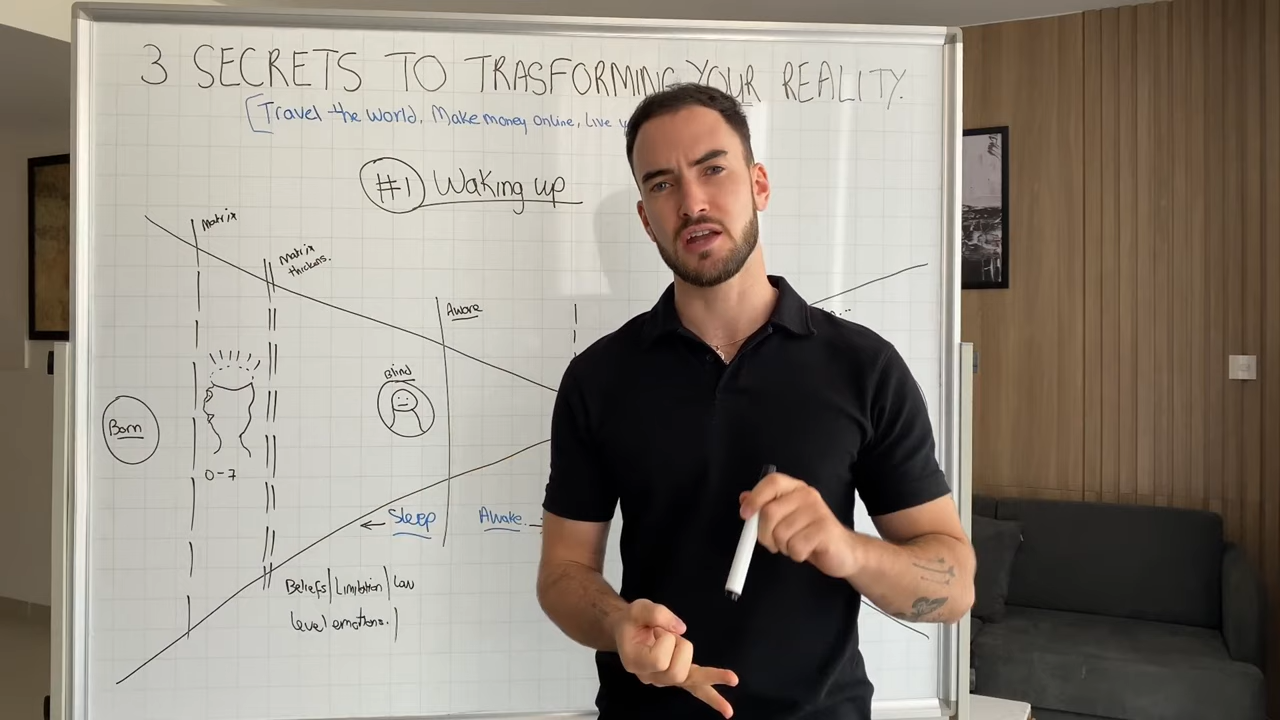 3 SECRETS TO TRASFORMING YOUR REALITY.
[Travel the world, Make money online, Live
#1 Waking up
Matrix
Matrix
thickens.
Aware
Blind
Born
0-7
← Sleep
Awake.
Beliefs | Limitation | Low
level emotions. |